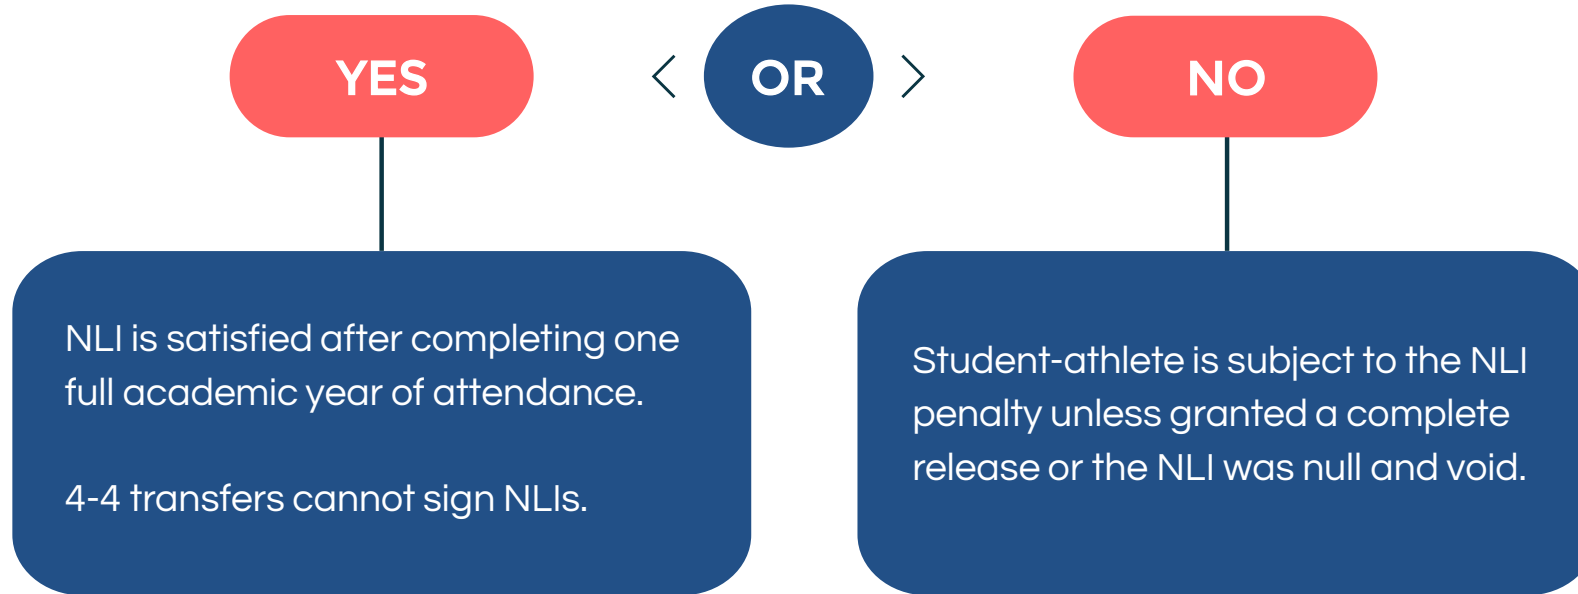 YES
OR
NO
NLI is satisfied after completing one
full academic year of attendance.
4-4 transfers cannot sign NLIs.
Student-athlete is subject to the NLI
penalty unless granted a complete
release or the NLI was null and void.